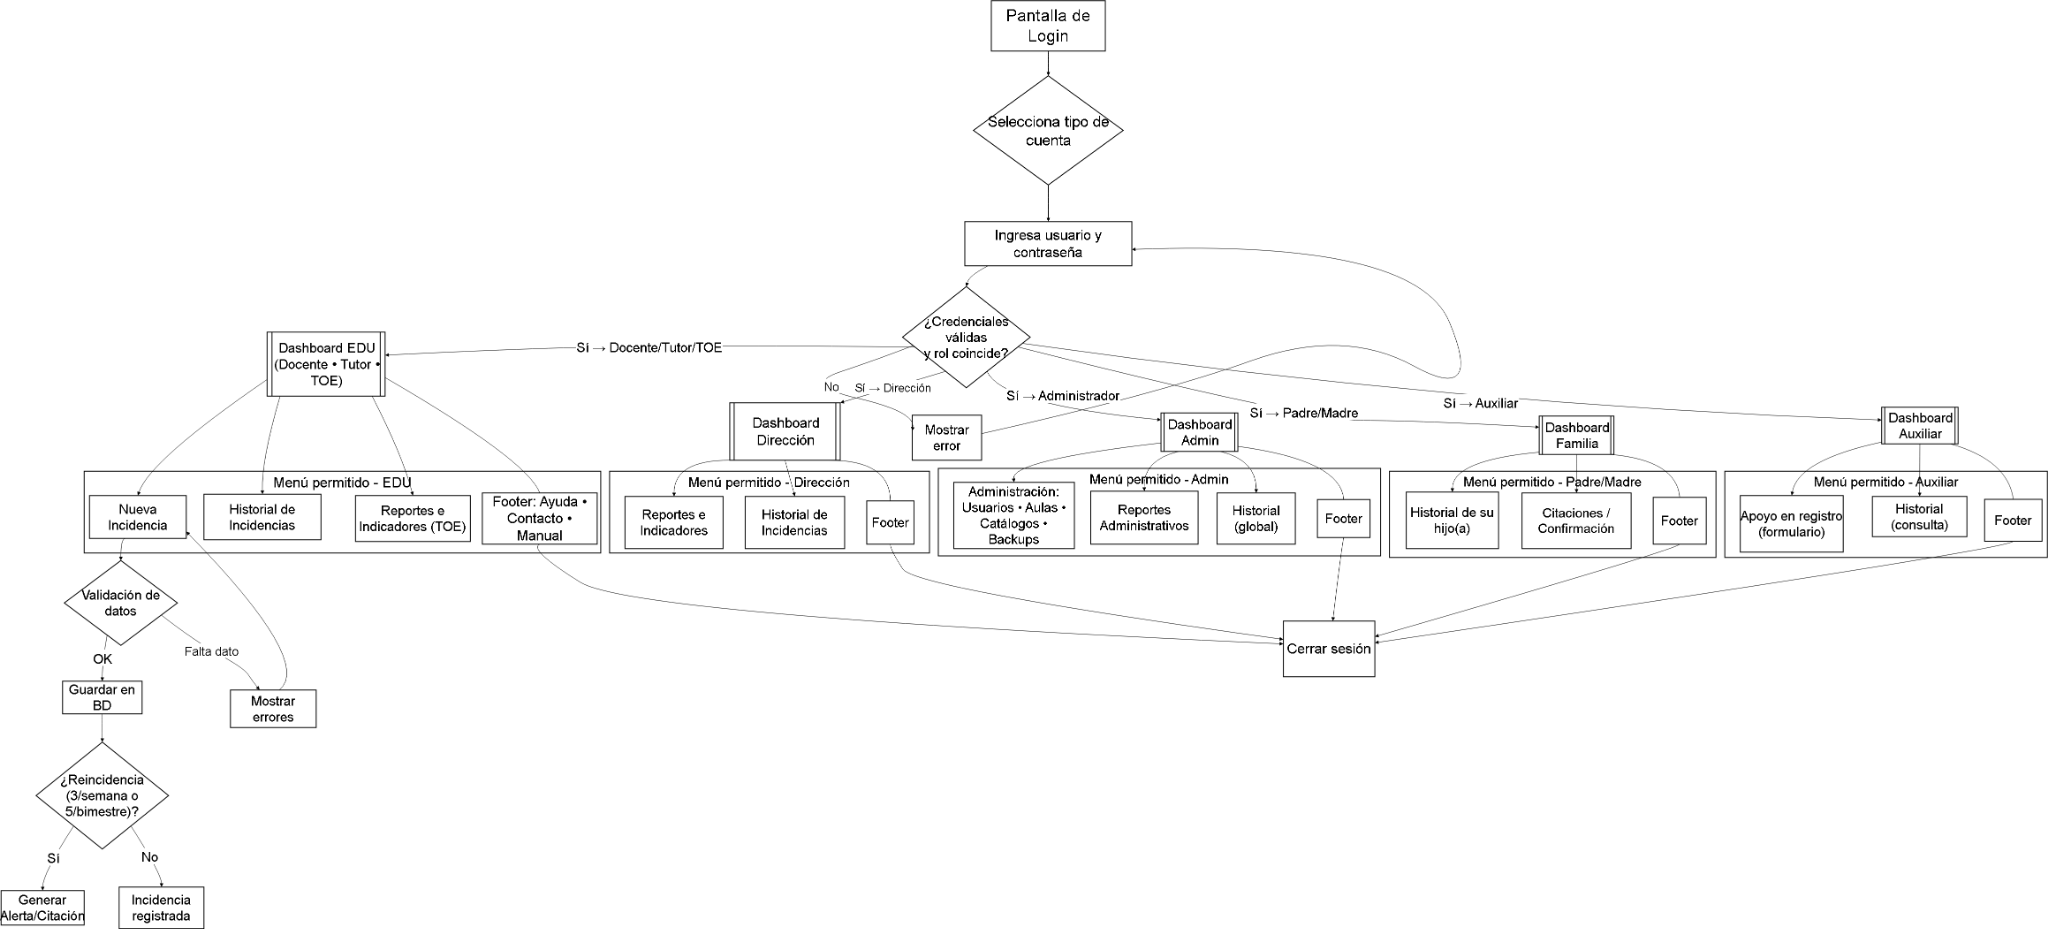 Pantalla de
Login
Selecciona tipo de
cuenta
Ingresa usuario y
contraseña
¿Credenciales
válidas
y rol coincide?
Sí → Docente/Tutor/TOE
No
Sí → Dirección
Sí → Administrador
Sí → Padre/Madre
Sí → Auxiliar
Dashboard EDU
(Docente • Tutor •
TOE)
Dashboard
Dirección
Mostrar
error
Dashboard
Admin
Dashboard
Familia
Dashboard
Auxiliar
Menú permitido - EDU
Nueva
Incidencia
Historial de
Incidencias
Reportes e
Indicadores (TOE)
Footer: Ayuda •
Contacto •
Manual
Menú permitido - Dirección
Reportes e
Indicadores
Historial de
Incidencias
Footer
Menú permitido - Admin
Administración:
Usuarios • Aulas •
Catálogos •
Backups
Reportes
Administrativos
Historial
(global)
Footer
Menú permitido - Padre/Madre
Historial de su
hijo(a)
Citaciones /
Confirmación
Footer
Menú permitido - Auxiliar
Apoyo en registro
(formulario)
Historial
(consulta)
Footer
Validación de
datos
OK
Falta dato
Guardar en
BD
Mostrar
errores
Cerrar sesión
¿Reincidencia
(3/semana o
5/bimestre)?
Sí
No
Generar
Alerta/Citación
Incidencia
registrada